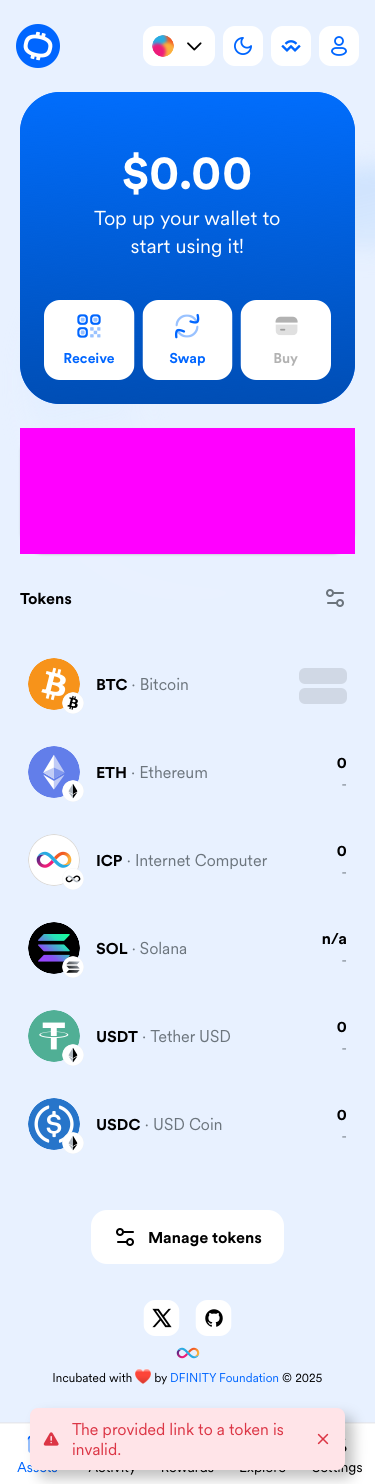 $0.00
Top up your wallet to
start using it!
Receive
Swap
Buy
Tokens
BTC · Bitcoin
ETH · Ethereum
0
-
ICP · Internet Computer
0
-
SOL · Solana
n/a
-
USDT · Tether USD
0
-
USDC · USD Coin
0
-
Manage tokens
Incubated with ❤️ by DFINITY Foundation © 2025
The provided link to a token is
invalid.
Assets Activity Rewards Explore Settings